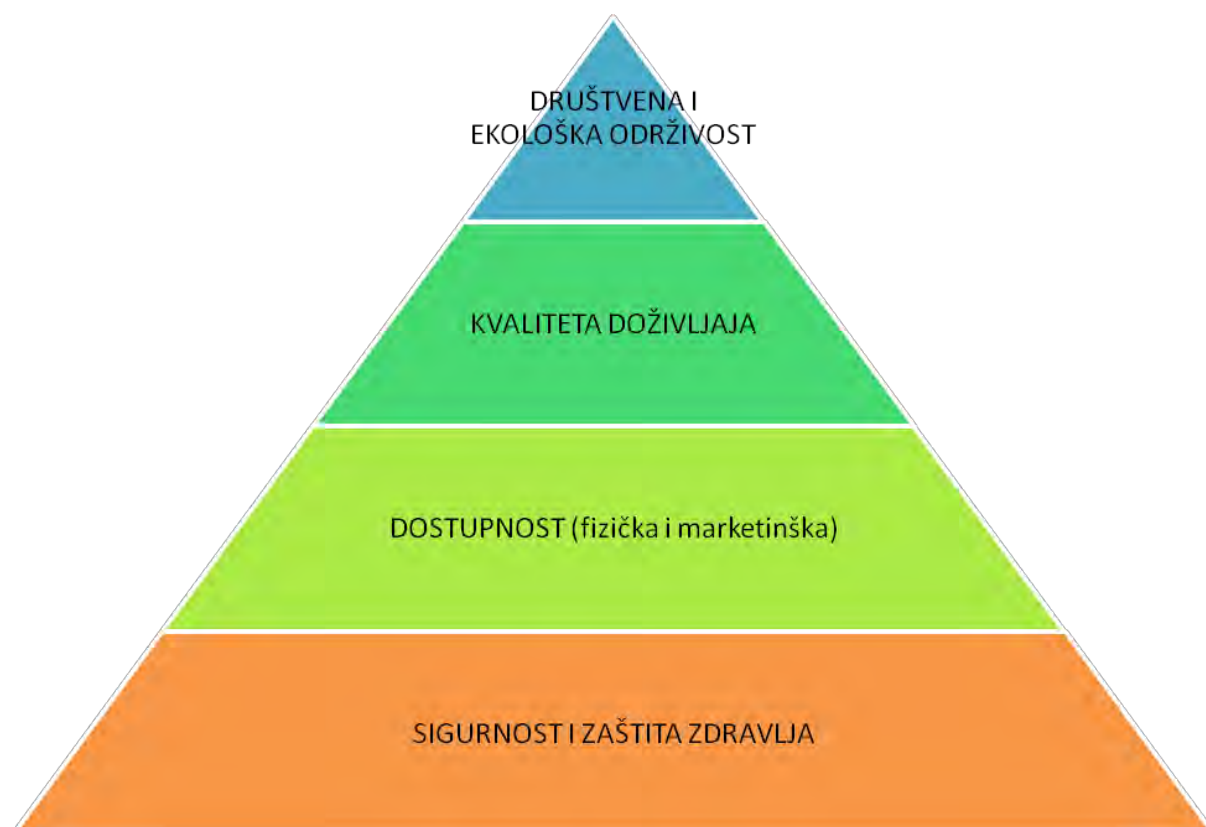 DRUŠTVENA I
EKOLOŠKA ODRŽIVOST
KVALITETA DOŽIVLJAJA
DOSTUPNOST (fizička i marketinška)
SIGURNOST I ZAŠTITA ZDRAVLJA